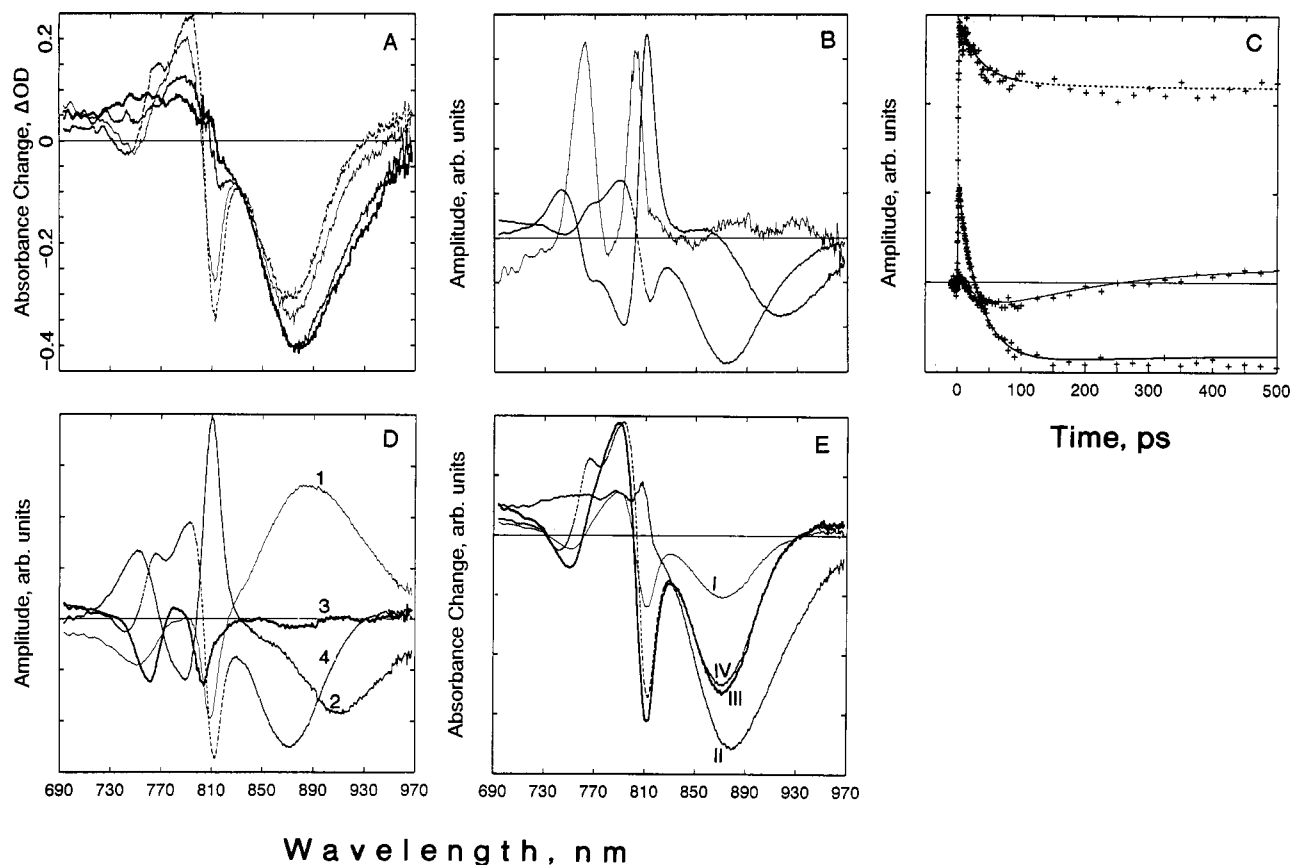 A
B
C
Absorbance Change, ΔOD
0.2
0
−0.2
−0.4
Amplitude, arb. units
Amplitude, arb. units
0 100 200 300 400 500
Time, ps
D
E
Amplitude, arb. units
1
3
4
2
Absorbance Change, arb. units
I
IV
III
II
690 730 770 810 850 890 930 970
690 730 770 810 850 890 930 970
Wavelength, nm